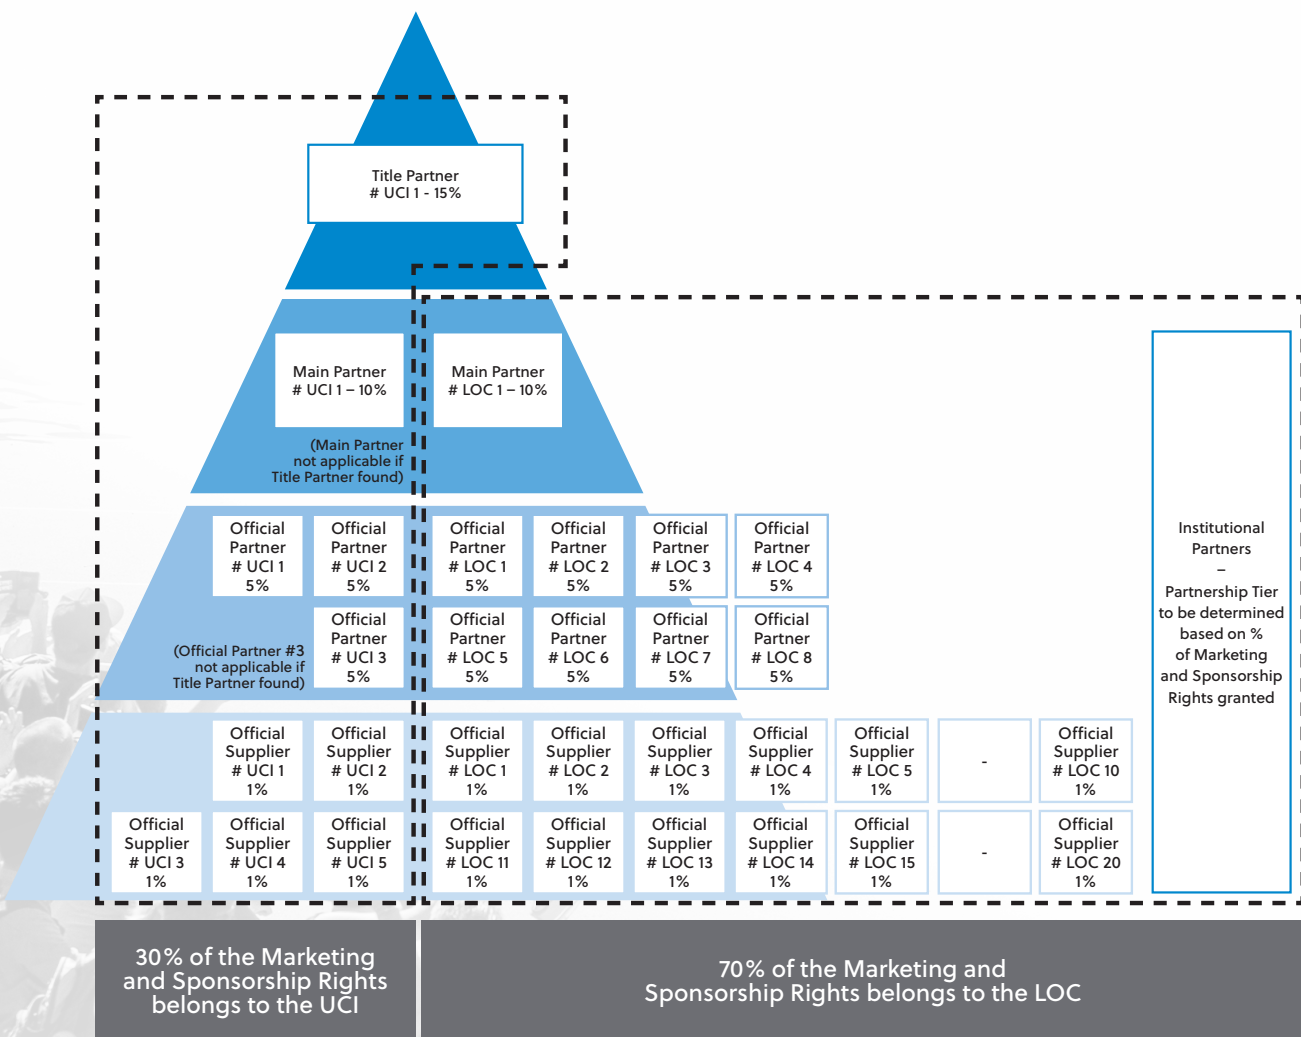 Title Partner
# UCI 1 - 15%
Main Partner
# UCI 1 – 10%
Main Partner
# LOC 1 – 10%
(Main Partner
not applicable if
Title Partner found)
Official
Partner
# UCI 1
5%
Official
Partner
# UCI 2
5%
Official
Partner
# LOC 1
5%
Official
Partner
# LOC 2
5%
Official
Partner
# LOC 3
5%
Official
Partner
# LOC 4
5%
(Official Partner #3
not applicable if
Title Partner found)
Official
Partner
# UCI 3
5%
Official
Partner
# LOC 5
5%
Official
Partner
# LOC 6
5%
Official
Partner
# LOC 7
5%
Official
Partner
# LOC 8
5%
Official
Supplier
# UCI 1
1%
Official
Supplier
# UCI 2
1%
Official
Supplier
# LOC 1
1%
Official
Supplier
# LOC 2
1%
Official
Supplier
# LOC 3
1%
Official
Supplier
# LOC 4
1%
Official
Supplier
# LOC 5
1%
-
Official
Supplier
# LOC 10
1%
Official
Supplier
# UCI 3
1%
Official
Supplier
# UCI 4
1%
Official
Supplier
# UCI 5
1%
Official
Supplier
# LOC 11
1%
Official
Supplier
# LOC 12
1%
Official
Supplier
# LOC 13
1%
Official
Supplier
# LOC 14
1%
Official
Supplier
# LOC 15
1%
-
Official
Supplier
# LOC 20
1%
Institutional
Partners
–
Partnership Tier
to be determined
based on %
of Marketing
and Sponsorship
Rights granted
30% of the Marketing
and Sponsorship Rights
belongs to the UCI
70% of the Marketing and
Sponsorship Rights belongs to the LOC